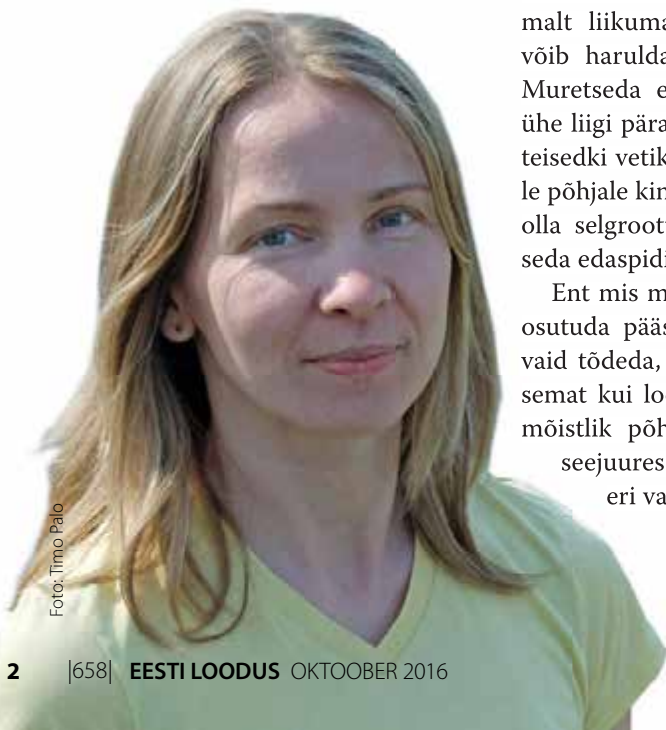 malt liikuma
võib harulda
Muretseda e
ühe liigi pära
teisedki vetik
le põhjale kin
olla selgroot
seda edaspidi
Ent mis m
osutuda pääs
vaid tõdeda,
semat kui loo
mõistlik põh
seejuures
eri va
Foto: Timo Palo
2 |658| EESTI LOODUS OKTOOBER 2016